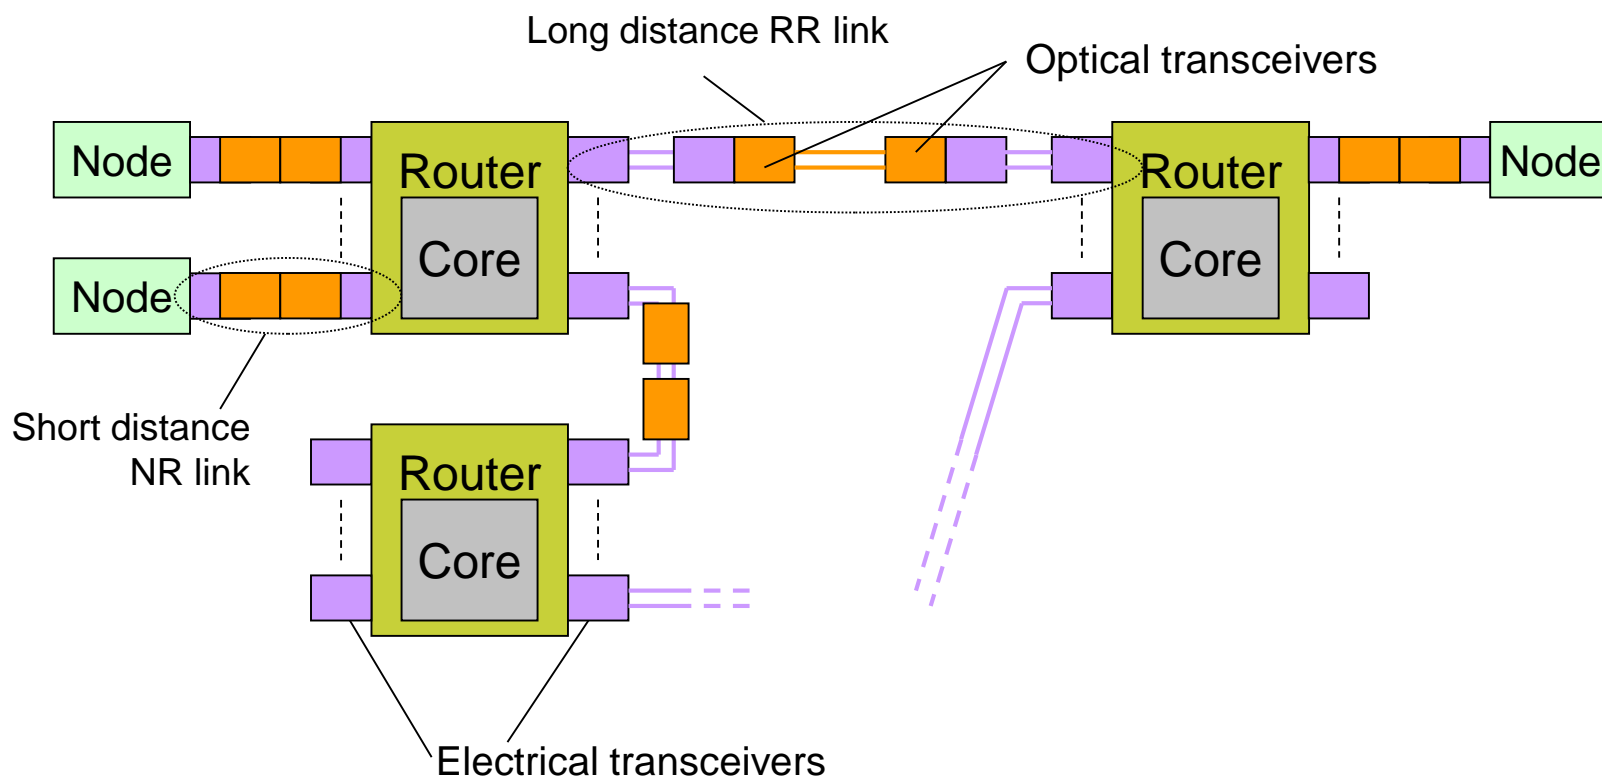 Long distance RR link
Optical transceivers
Node
Router
Router
Node
Core
Core
Node
Short distance
NR link
Router
Core
Electrical transceivers